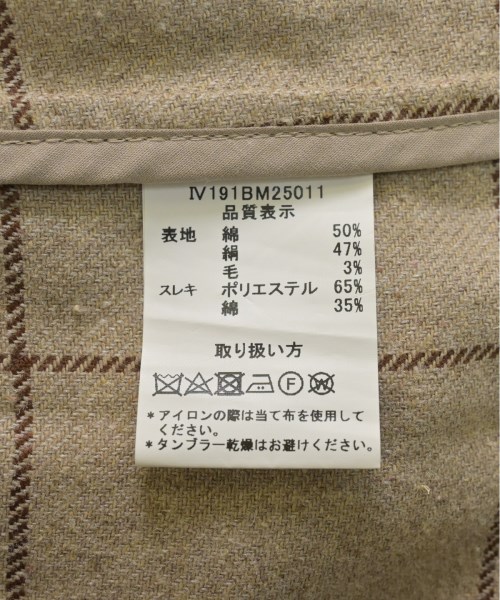 Ⅳ191BM25011
品質表示
表地 綿 50%
絹 47%
毛 3%
スレキ ポリエステル 65%
綿 35%
取り扱い方
F W
*アイロンの際は当て布を使用して
ください。
*タンブラー乾燥はお避けください。